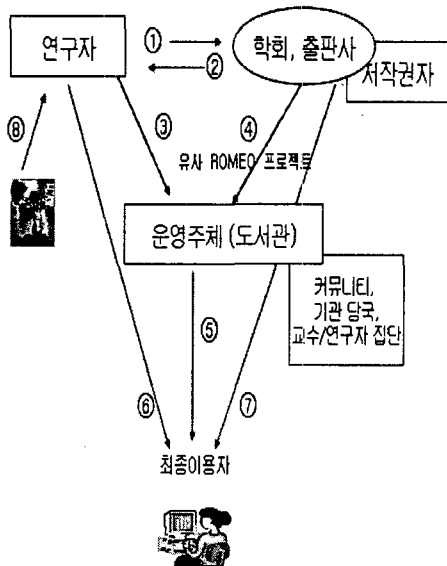 연구자
①
②
학회, 출판사
저작권자
⑧
③
④
유사 ROMEO 프로젝트
운영주체 (도서관)
커뮤니티,
기관 당국,
교수/연구자 집단
⑤
⑥
⑦
최종이용자